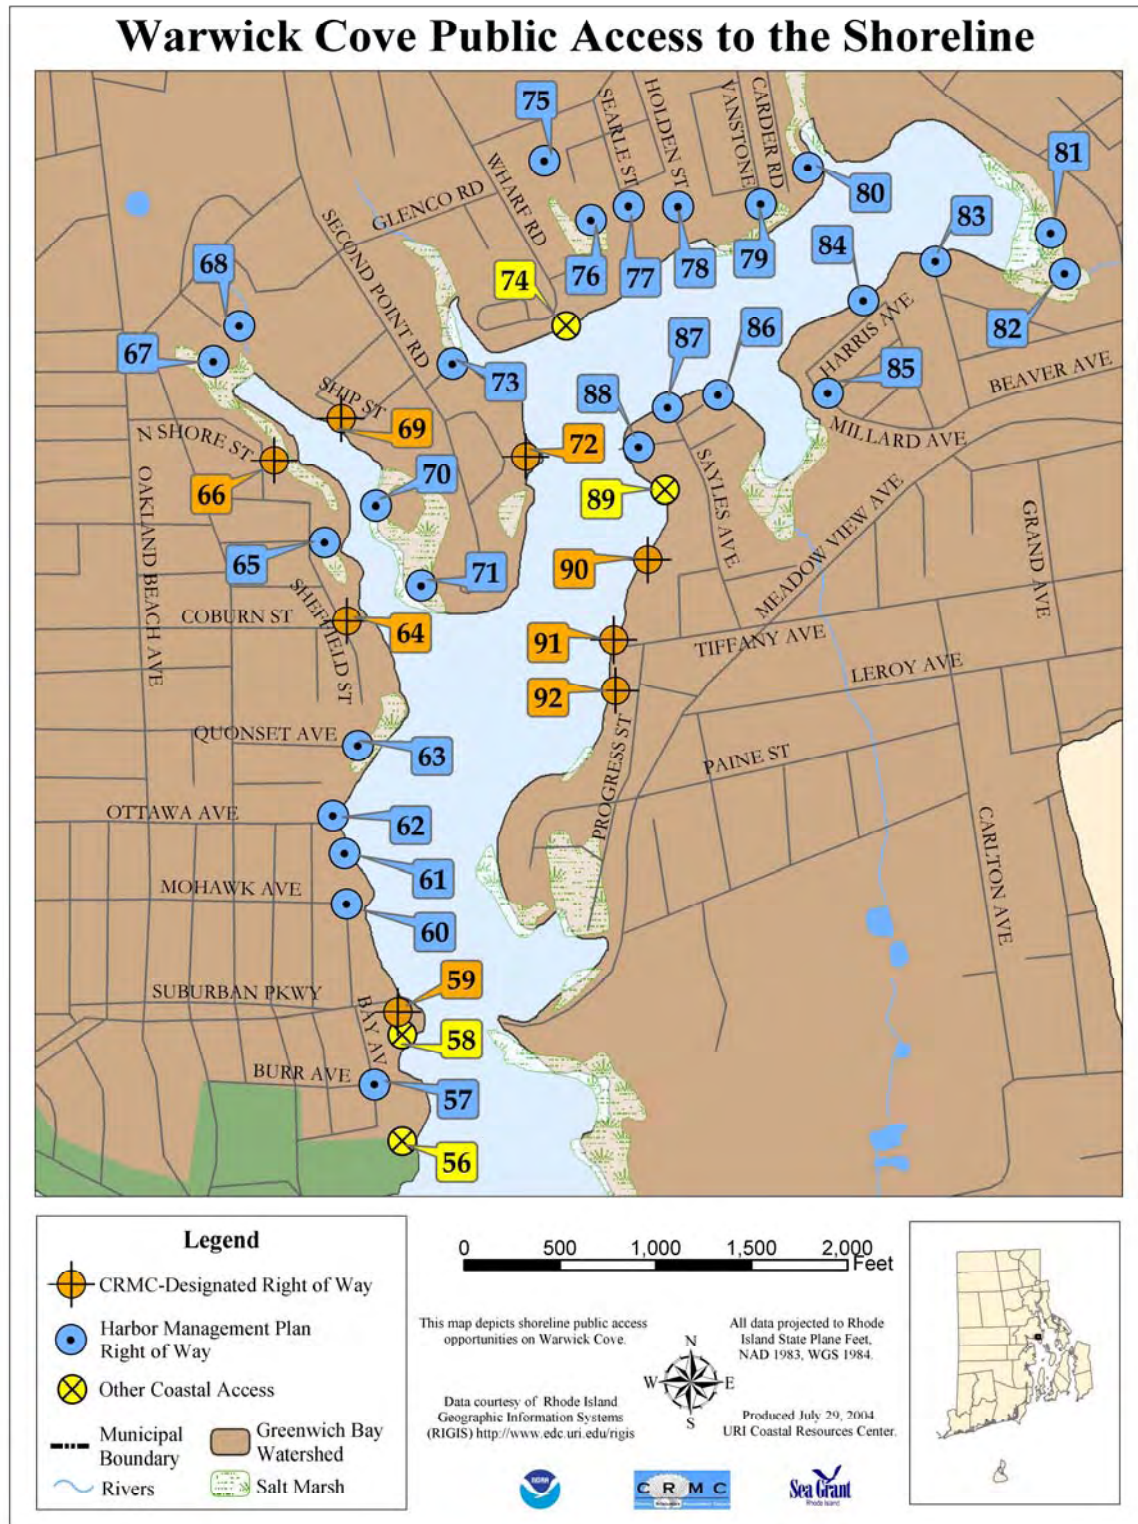 Warwick Cove Public Access to the Shoreline
75
SEARLE ST
HOLDEN ST
VANSTONE
CARDER RD
81
WHARF RD
80
GLENCO RD
83
SECOND POINT RD
68
84
74
76
77
78
79
82
67
87
86
HARRIS AVE
BEAVER AVE
73
88
85
SHIP ST
69
MILLARD AVE
N SHORE ST
72
70
SAYLES AVE
66
OAKLAND BEACH AVE
89
MEADOW VIEW AVE
GRAND AVE
65
71
90
SHEFFIELD ST
COBURN ST
64
91
TIFFANY AVE
LEROY AVE
92
QUONSET AVE
63
PAINE ST
PROGRESS ST
OTTAWA AVE
62
CARLTON AVE
61
MOHAWK AVE
60
59
SUBURBAN PKWY
BAY AV
58
BURR AVE
57
56
Legend
CRMC-Designated Right of Way
Harbor Management Plan
Right of Way
Other Coastal Access
Municipal
Boundary
Greenwich Bay
Watershed
Rivers
Salt Marsh
0 500 1,000 1,500 2,000
Feet
This map depicts shoreline public access
opportunities on Warwick Cove.
All data projected to Rhode
Island State Plane Feet,
NAD 1983, WGS 1984.
N
W E
S
Data courtesy of Rhode Island
Geographic Information Systems
(RIGIS) http://www.edc.uri.edu/rigis
Produced July 29, 2004
URI Coastal Resources Center.
NOAA
C R M C
Sea Grant
Rhode Island